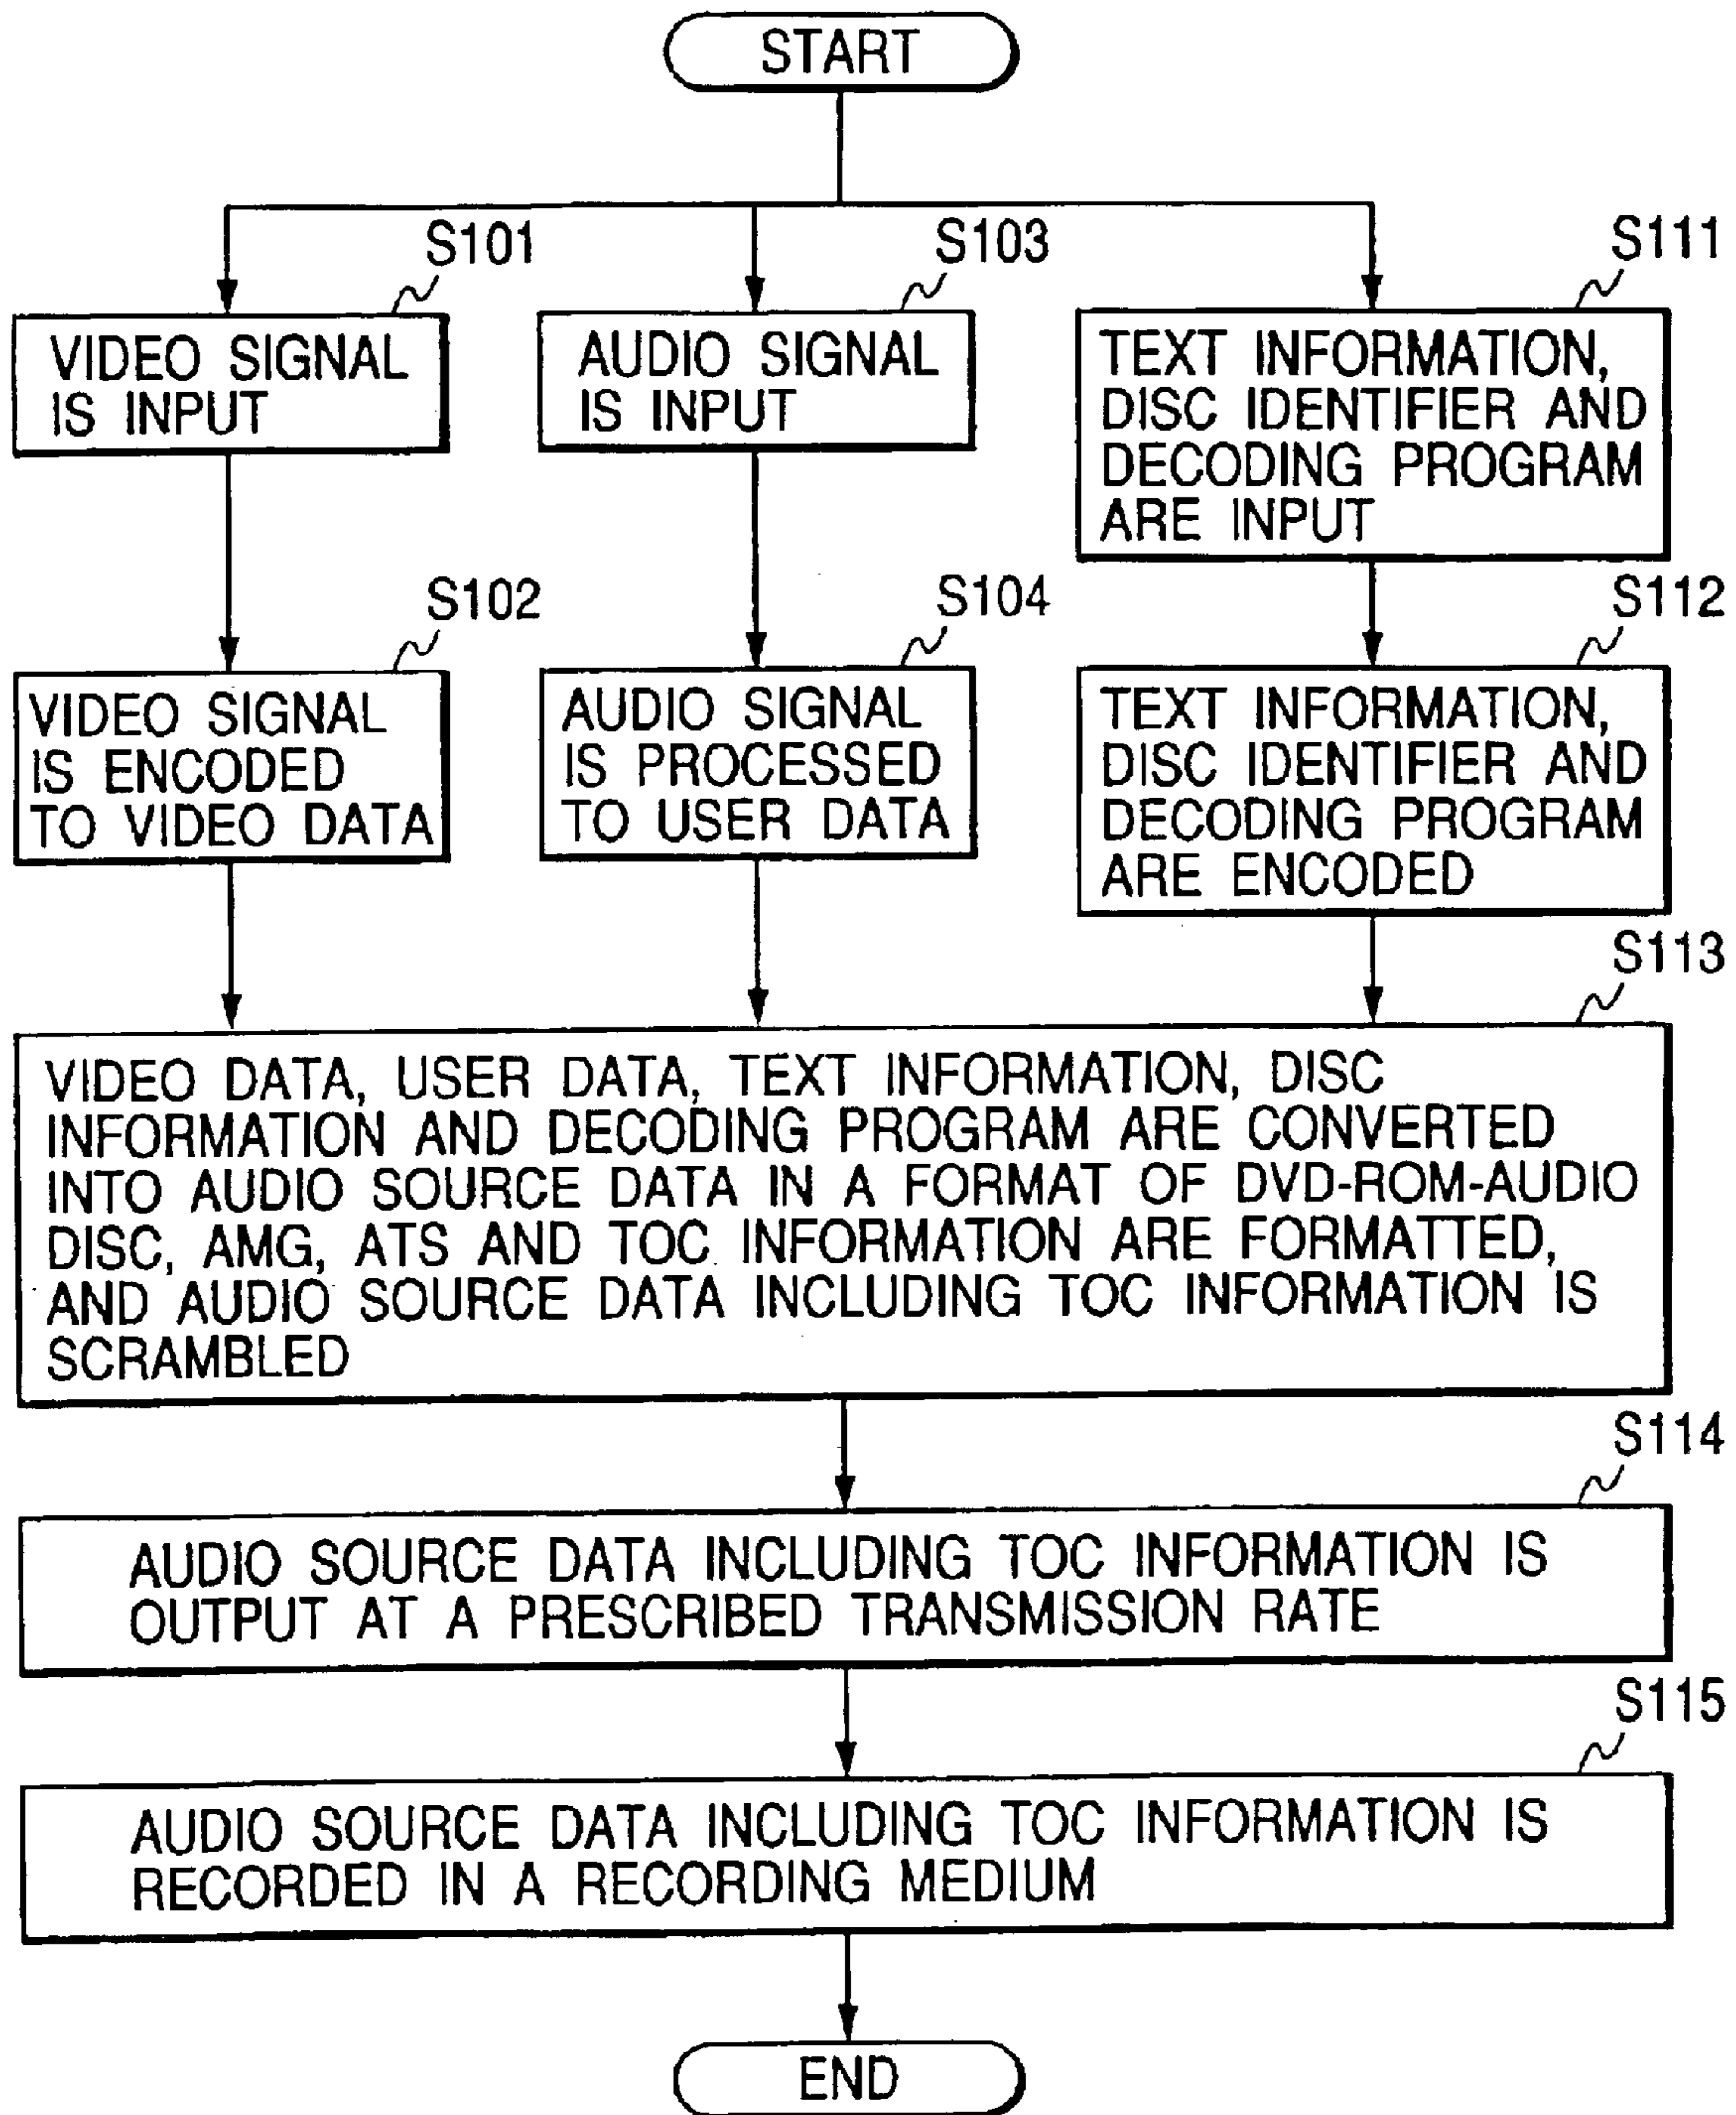 START
S101
S103
S111
VIDEO SIGNAL
IS INPUT
AUDIO SIGNAL
IS INPUT
TEXT INFORMATION,
DISC IDENTIFIER AND
DECODING PROGRAM
ARE INPUT
S102
S104
S112
VIDEO SIGNAL
IS ENCODED
TO VIDEO DATA
AUDIO SIGNAL
IS PROCESSED
TO USER DATA
TEXT INFORMATION,
DISC IDENTIFIER AND
DECODING PROGRAM
ARE ENCODED
S113
VIDEO DATA, USER DATA, TEXT INFORMATION, DISC
INFORMATION AND DECODING PROGRAM ARE CONVERTED
INTO AUDIO SOURCE DATA IN A FORMAT OF DVD-ROM-AUDIO
DISC, AMG, ATS AND TOC INFORMATION ARE FORMATTED,
AND AUDIO SOURCE DATA INCLUDING TOC INFORMATION IS
SCRAMBLED
S114
AUDIO SOURCE DATA INCLUDING TOC INFORMATION IS
OUTPUT AT A PRESCRIBED TRANSMISSION RATE
S115
AUDIO SOURCE DATA INCLUDING TOC INFORMATION IS
RECORDED IN A RECORDING MEDIUM
END